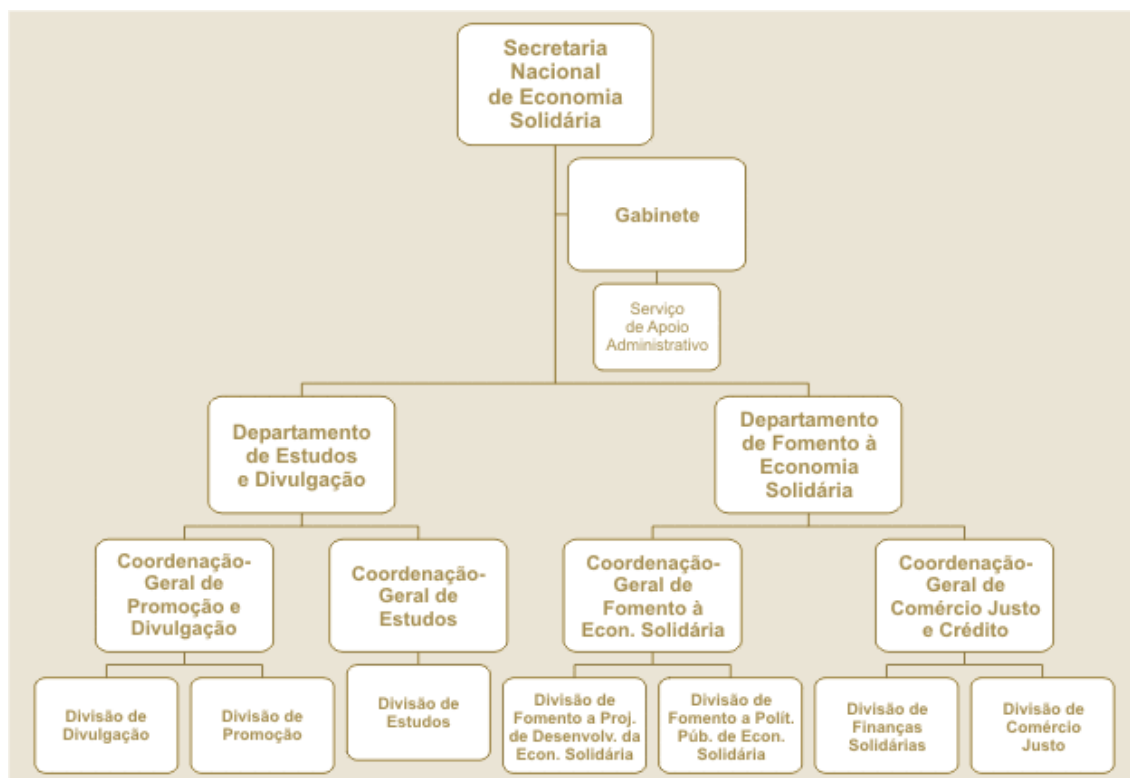 Secretaria
Nacional
de Economia
Solidária
Gabinete
Serviço
de Apoio
Administrativo
Departamento
de Estudos
e Divulgação
Departamento
de Fomento à
Economia
Solidária
Coordenação-
Geral de
Promoção e
Divulgação
Coordenação-
Geral de
Estudos
Coordenação-
Geral de
Fomento à
Econ. Solidária
Coordenação-
Geral de
Comércio Justo
e Crédito
Divisão de
Divulgação
Divisão de
Promoção
Divisão de
Estudos
Divisão de
Fomento a Proj.
de Desenvolv. da
Econ. Solidária
Divisão de
Fomento a Polít.
Púb. de Econ.
Solidária
Divisão de
Finanças
Solidárias
Divisão de
Comércio
Justo